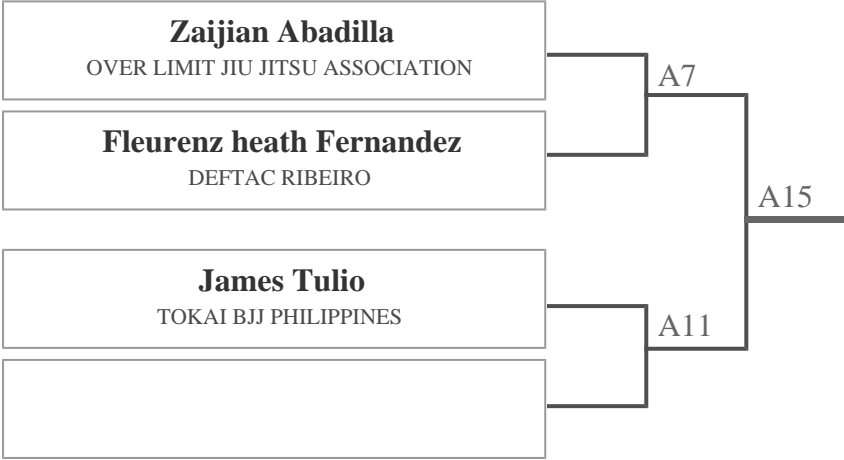 Zaijian Abadilla
OVER LIMIT JIU JITSU ASSOCIATION
A7
Fleurenz heath Fernandez
DEFTAC RIBEIRO
A15
James Tulio
TOKAI BJJ PHILIPPINES
A11